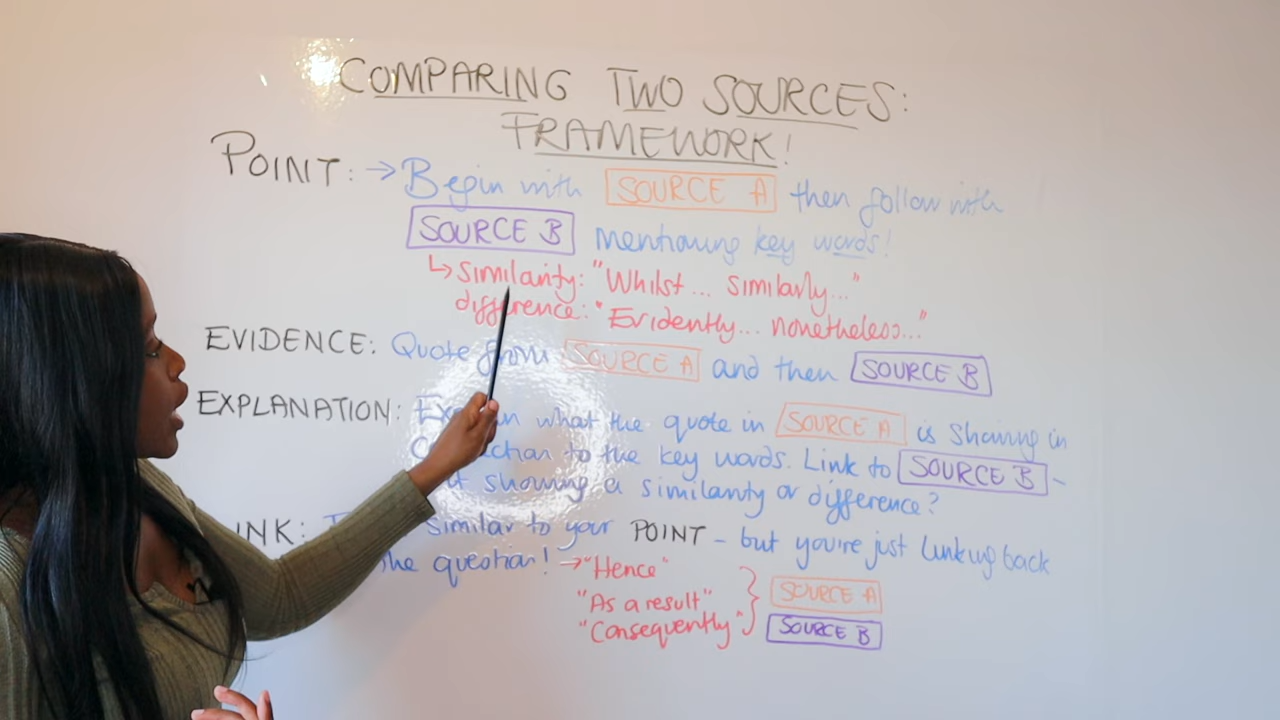 COMPARING TWO SOURCES:
FRAMEWORK!
POINT: → Begin with SOURCE A then follow with
SOURCE B mentioning key words!
↳ similarity: "Whilst... similarly..."
difference: "Evidently... nonetheless..."
EVIDENCE: Quote from SOURCE A and then SOURCE B
EXPLANATION: what the quote in SOURCE A is showing in
to the key words. Link to SOURCE B -
showing a similarity or difference?
similar to your POINT - but you're just linking back
the question! → "Hence"
"As a result" } SOURCE A
"Consequently" SOURCE B